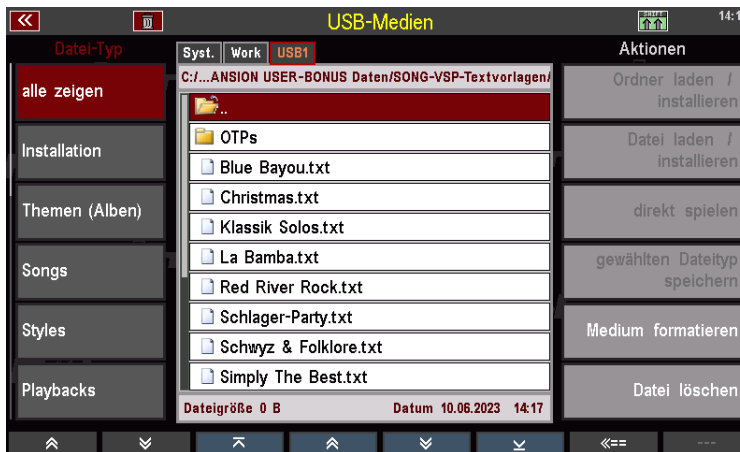 USB-Medien
SHIFT
14:1
Datei-Typ
alle zeigen
Installation
Themen (Alben)
Songs
Styles
Playbacks
Syst. Work USB1
C:/...ANSION USER-BONUS Daten/SONG-VSP-Textvorlagen/
..
OTPs
Blue Bayou.txt
Christmas.txt
Klassik Solos.txt
La Bamba.txt
Red River Rock.txt
Schlager-Party.txt
Schwyz & Folklore.txt
Simply The Best.txt
Dateigröße 0 B Datum 10.06.2023 14:17
Aktionen
Ordner laden /
installieren
Datei laden /
installieren
direkt spielen
gewählten Dateityp
speichern
Medium formatieren
Datei löschen
«==
---